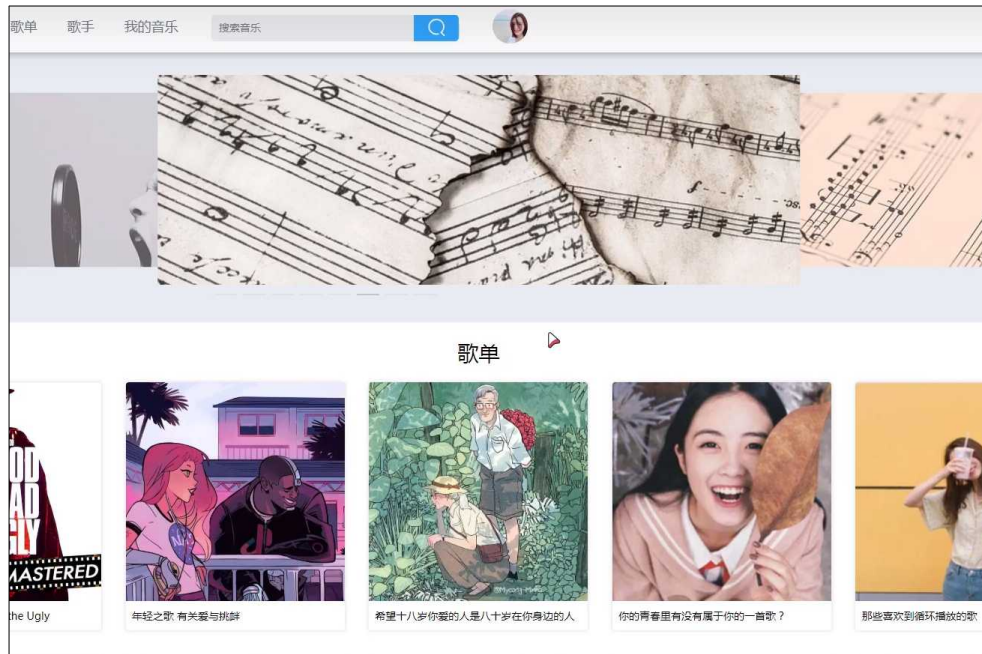 歌单 歌手 我的音乐 搜索音乐
歌单
OD
AD
GLY
MASTERED
the Ugly
年轻之歌 有关爱与挑衅
希望十八岁你爱的人是八十岁在你身边的人
你的青春里有没有属于你的一首歌？
那些喜欢到循环播放的歌